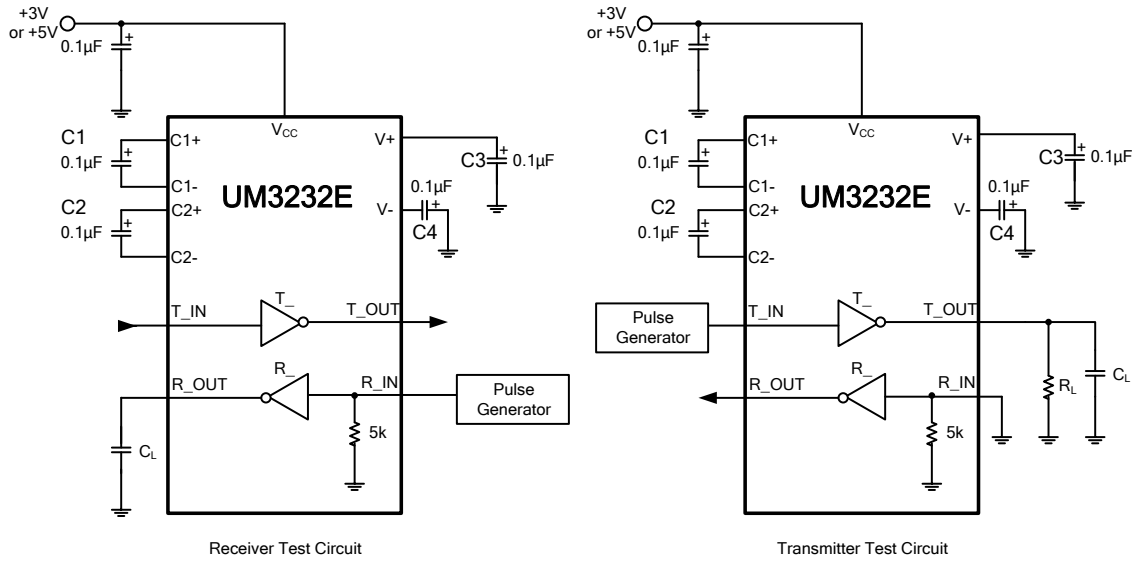 +3V
or +5V
0.1µF
+
VCC
C1
0.1µF
+
C1+
C1-
C2
0.1µF
+
C2+
C2-
UM3232E
V+
C3
+
0.1µF
V-
0.1µF
+
C4
T_IN
T_
T_OUT
R_OUT
R_
R_IN
5k
CL
Pulse
Generator
Receiver Test Circuit
+3V
or +5V
0.1µF
+
VCC
C1
0.1µF
+
C1+
C1-
C2
0.1µF
+
C2+
C2-
UM3232E
V+
C3
+
0.1µF
V-
0.1µF
+
C4
Pulse
Generator
T_IN
T_
T_OUT
R_OUT
R_
R_IN
5k
RL
CL
Transmitter Test Circuit